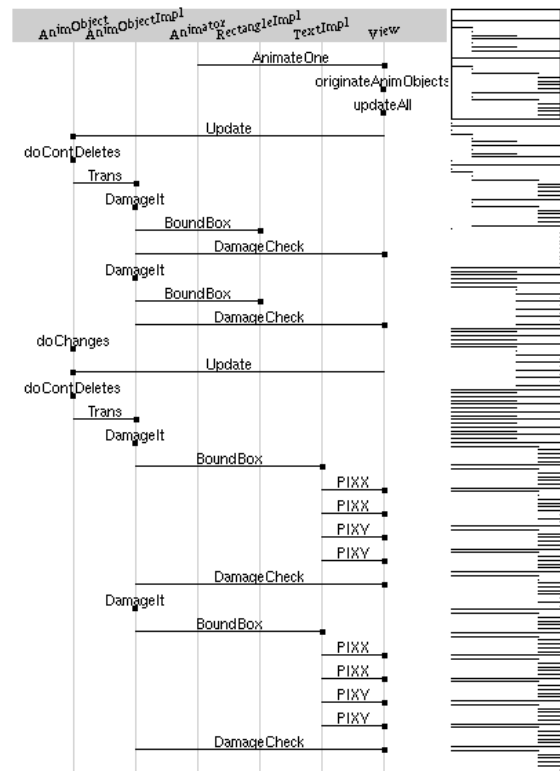 AnimObject AnimObjectImpl Animator RectangleImpl TextImpl View
AnimateOne
originateAnimObjects
updateAll
Update
doContDeletes
Trans
DamageIt
BoundBox
DamageCheck
DamageIt
BoundBox
DamageCheck
doChanges
Update
doContDeletes
Trans
DamageIt
BoundBox
PIXX
PIXX
PIXY
PIXY
DamageCheck
DamageIt
BoundBox
PIXX
PIXX
PIXY
PIXY
DamageCheck